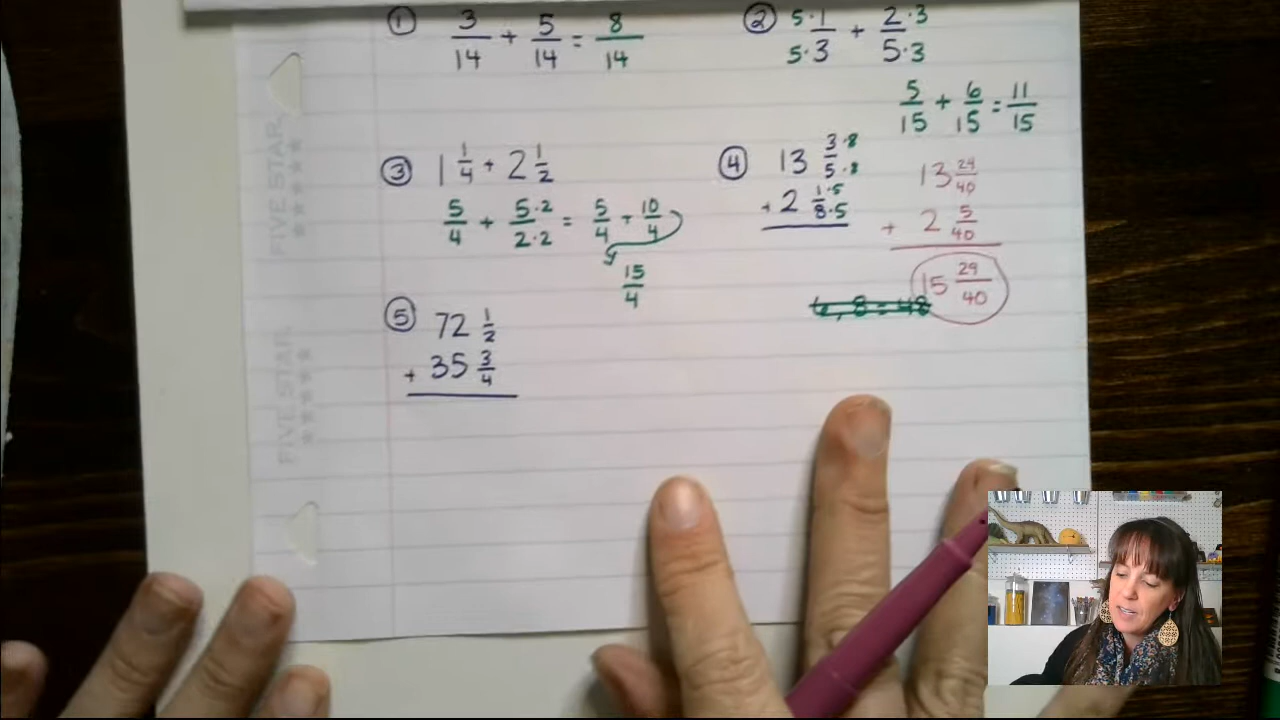 ① 3/14 + 5/14 = 8/14
② 5·1/5·3 + 2·3/5·3
5/15 + 6/15 = 11/15
③ 1 1/4 + 2 1/2
5/4 + 5·2/2·2 = 5/4 + 10/4
15/4
④ 13 3·8/5·8
+ 2 1·5/8·5
13 24/40
+ 2 5/40
15 29/40
⑤ 72 1/2
+ 35 3/4
FIVE STAR
FIVE STAR